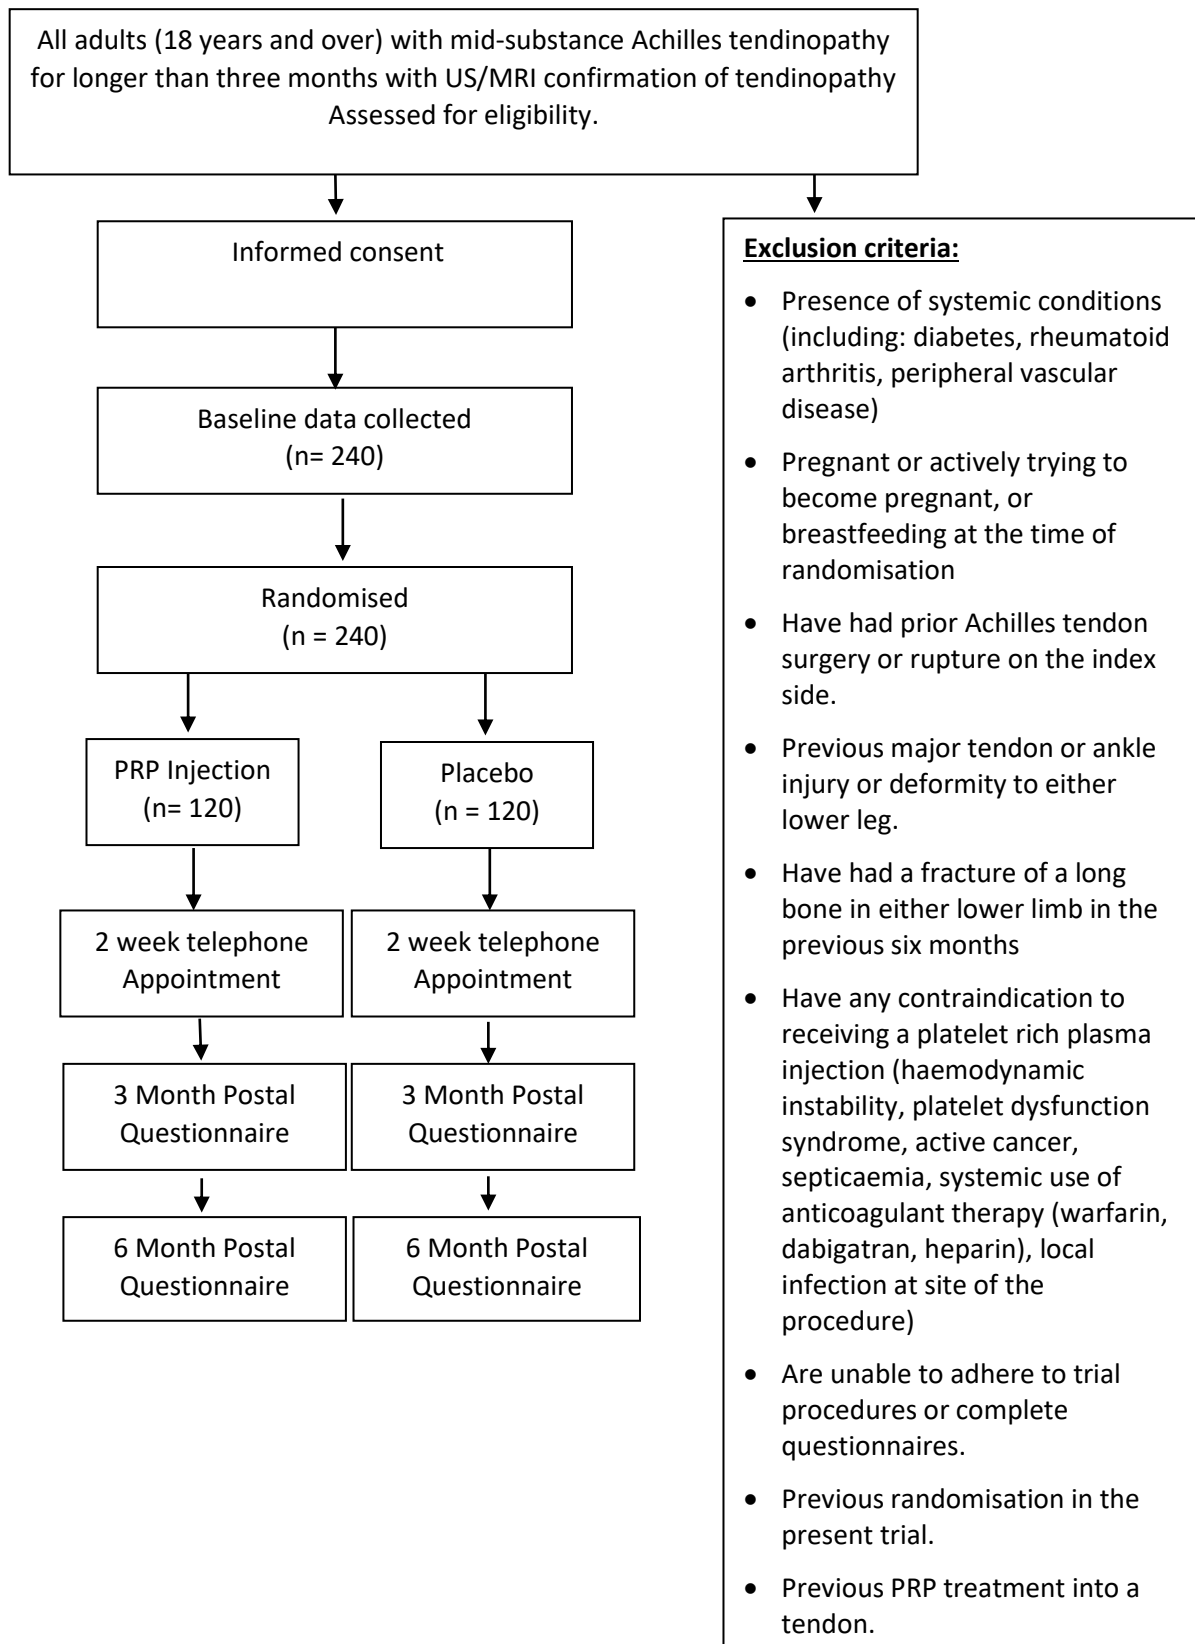 All adults (18 years and over) with mid-substance Achilles tendinopathy
for longer than three months with US/MRI confirmation of tendinopathy
Assessed for eligibility.
Informed consent
Baseline data collected
(n= 240)
Randomised
(n = 240)
PRP Injection
(n= 120)
Placebo
(n = 120)
2 week telephone
Appointment
2 week telephone
Appointment
3 Month Postal
Questionnaire
3 Month Postal
Questionnaire
6 Month Postal
Questionnaire
6 Month Postal
Questionnaire
Exclusion criteria:
• Presence of systemic conditions
(including: diabetes, rheumatoid
arthritis, peripheral vascular
disease)
• Pregnant or actively trying to
become pregnant, or
breastfeeding at the time of
randomisation
• Have had prior Achilles tendon
surgery or rupture on the index
side.
• Previous major tendon or ankle
injury or deformity to either
lower leg.
• Have had a fracture of a long
bone in either lower limb in the
previous six months
• Have any contraindication to
receiving a platelet rich plasma
injection (haemodynamic
instability, platelet dysfunction
syndrome, active cancer,
septicaemia, systemic use of
anticoagulant therapy (warfarin,
dabigatran, heparin), local
infection at site of the
procedure)
• Are unable to adhere to trial
procedures or complete
questionnaires.
• Previous randomisation in the
present trial.
• Previous PRP treatment into a
tendon.